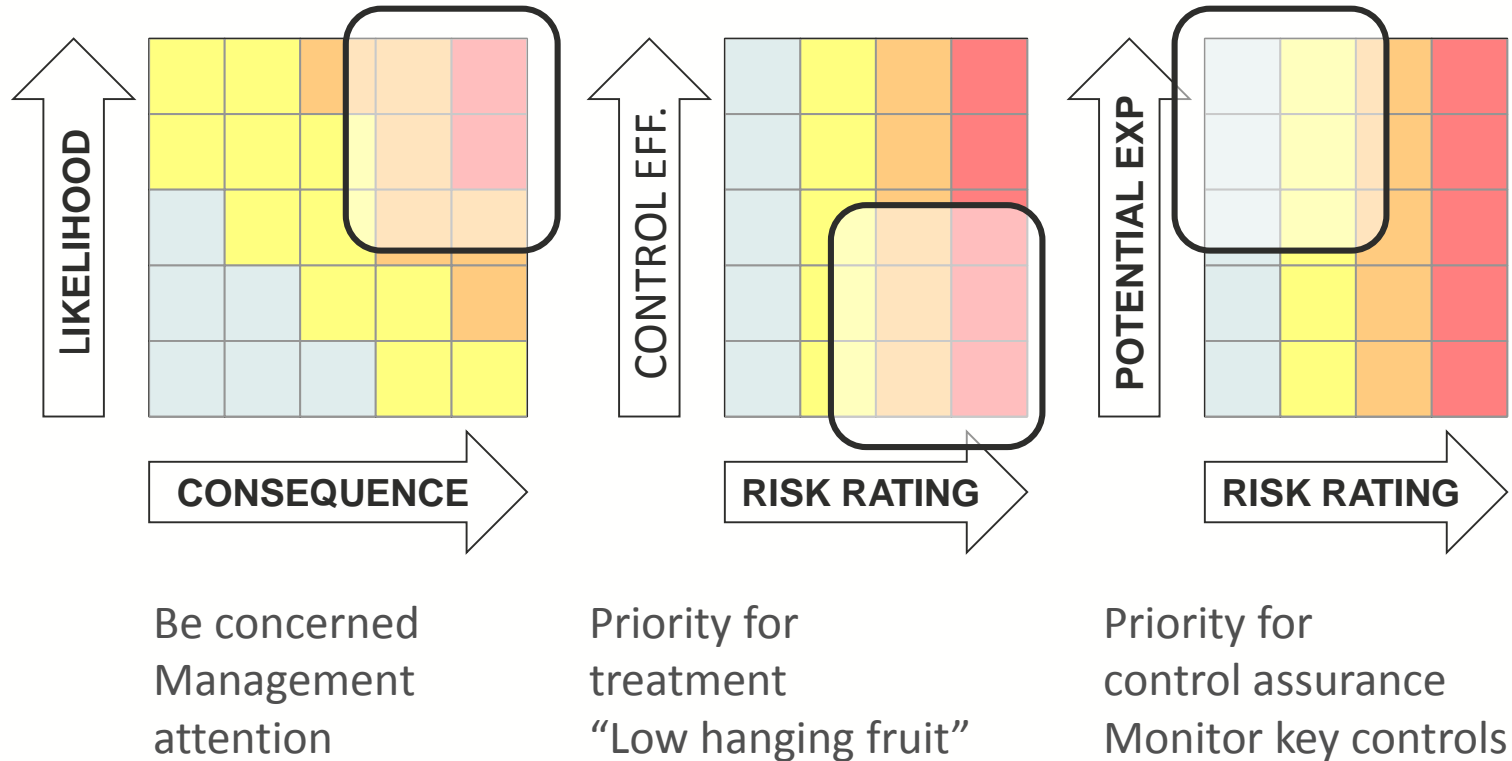 LIKELIHOOD
CONSEQUENCE
Be concerned
Management
attention
CONTROL EFF.
RISK RATING
Priority for
treatment
“Low hanging fruit”
POTENTIAL EXP
RISK RATING
Priority for
control assurance
Monitor key controls